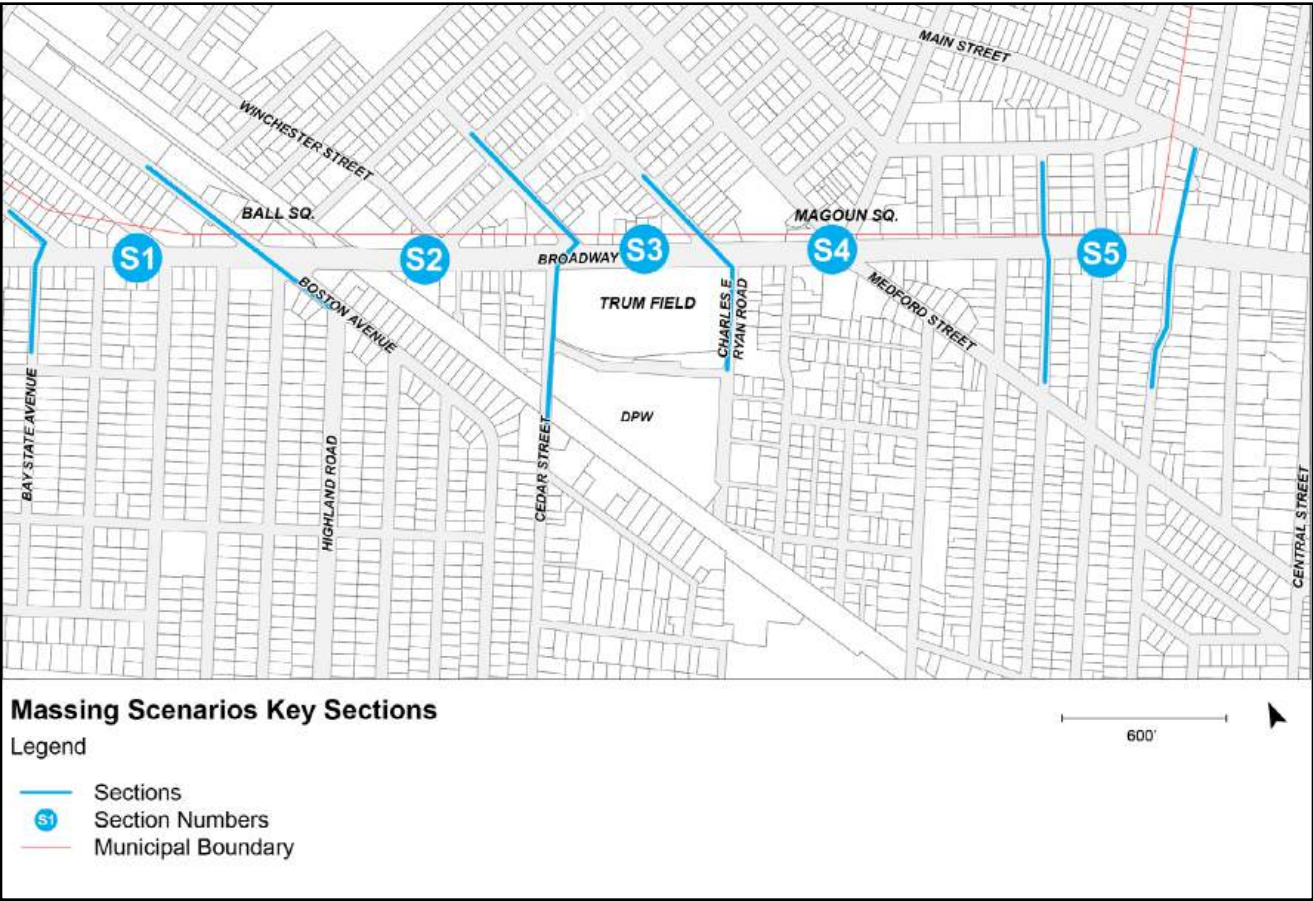 MAIN STREET
WINCHESTER STREET
BALL SQ.
MAGOUN SQ.
S1
S2
BROADWAY
S3
S4
S5
BOSTON AVENUE
TRUM FIELD
CHARLES E
RYAN ROAD
MEDFORD STREET
BAY STATE AVENUE
HIGHLAND ROAD
CEDAR STREET
DPW
CENTRAL STREET
Massing Scenarios Key Sections
Legend
600'
Sections
S1
Section Numbers
Municipal Boundary